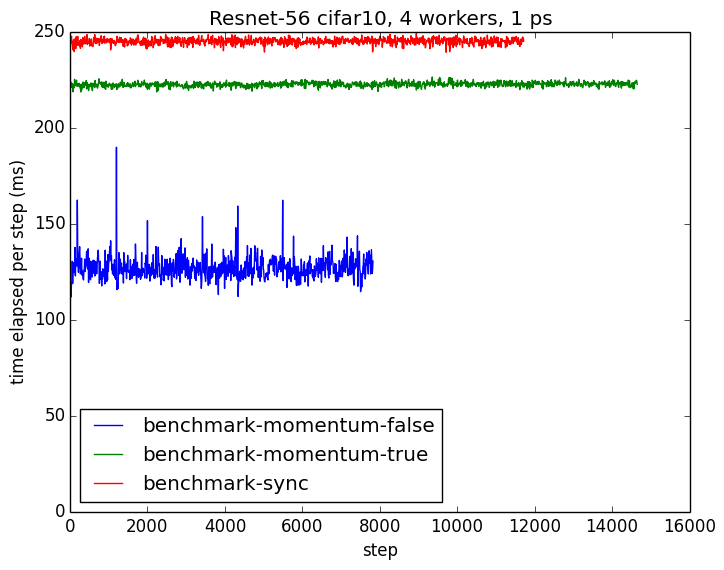 Resnet-56 cifar10, 4 workers, 1 ps
250
200
150
100
50
0
time elapsed per step (ms)
benchmark-momentum-false
benchmark-momentum-true
benchmark-sync
0 2000 4000 6000 8000 10000 12000 14000 16000
step